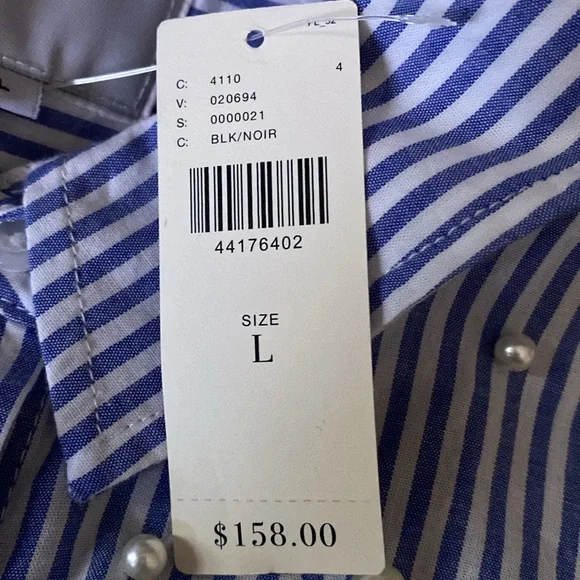 4
C: 4110
V: 020694
S: 0000021
C: BLK/NOIR
44176402
SIZE
L
$158.00
L